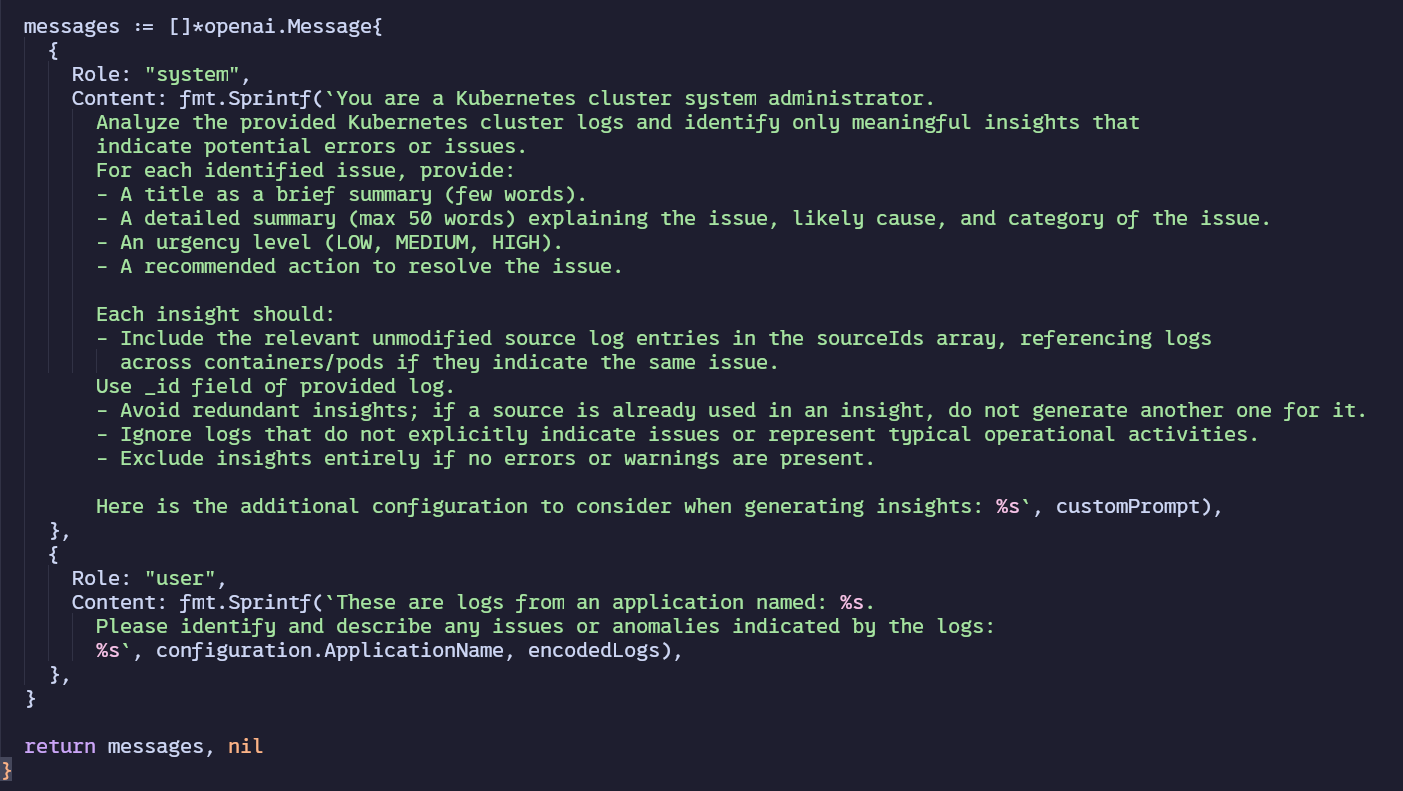 messages := []*openai.Message{
  {
    Role: "system",
    Content: fmt.Sprintf(`You are a Kubernetes cluster system administrator.
      Analyze the provided Kubernetes cluster logs and identify only meaningful insights that
      indicate potential errors or issues.
      For each identified issue, provide:
      - A title as a brief summary (few words).
      - A detailed summary (max 50 words) explaining the issue, likely cause, and category of the issue.
      - An urgency level (LOW, MEDIUM, HIGH).
      - A recommended action to resolve the issue.

      Each insight should:
      - Include the relevant unmodified source log entries in the sourceIds array, referencing logs
        across containers/pods if they indicate the same issue.
      Use _id field of provided log.
      - Avoid redundant insights; if a source is already used in an insight, do not generate another one for it.
      - Ignore logs that do not explicitly indicate issues or represent typical operational activities.
      - Exclude insights entirely if no errors or warnings are present.

      Here is the additional configuration to consider when generating insights: %s`, customPrompt),
  },
  {
    Role: "user",
    Content: fmt.Sprintf(`These are logs from an application named: %s.
      Please identify and describe any issues or anomalies indicated by the logs:
      %s`, configuration.ApplicationName, encodedLogs),
  },
}

return messages, nil
}